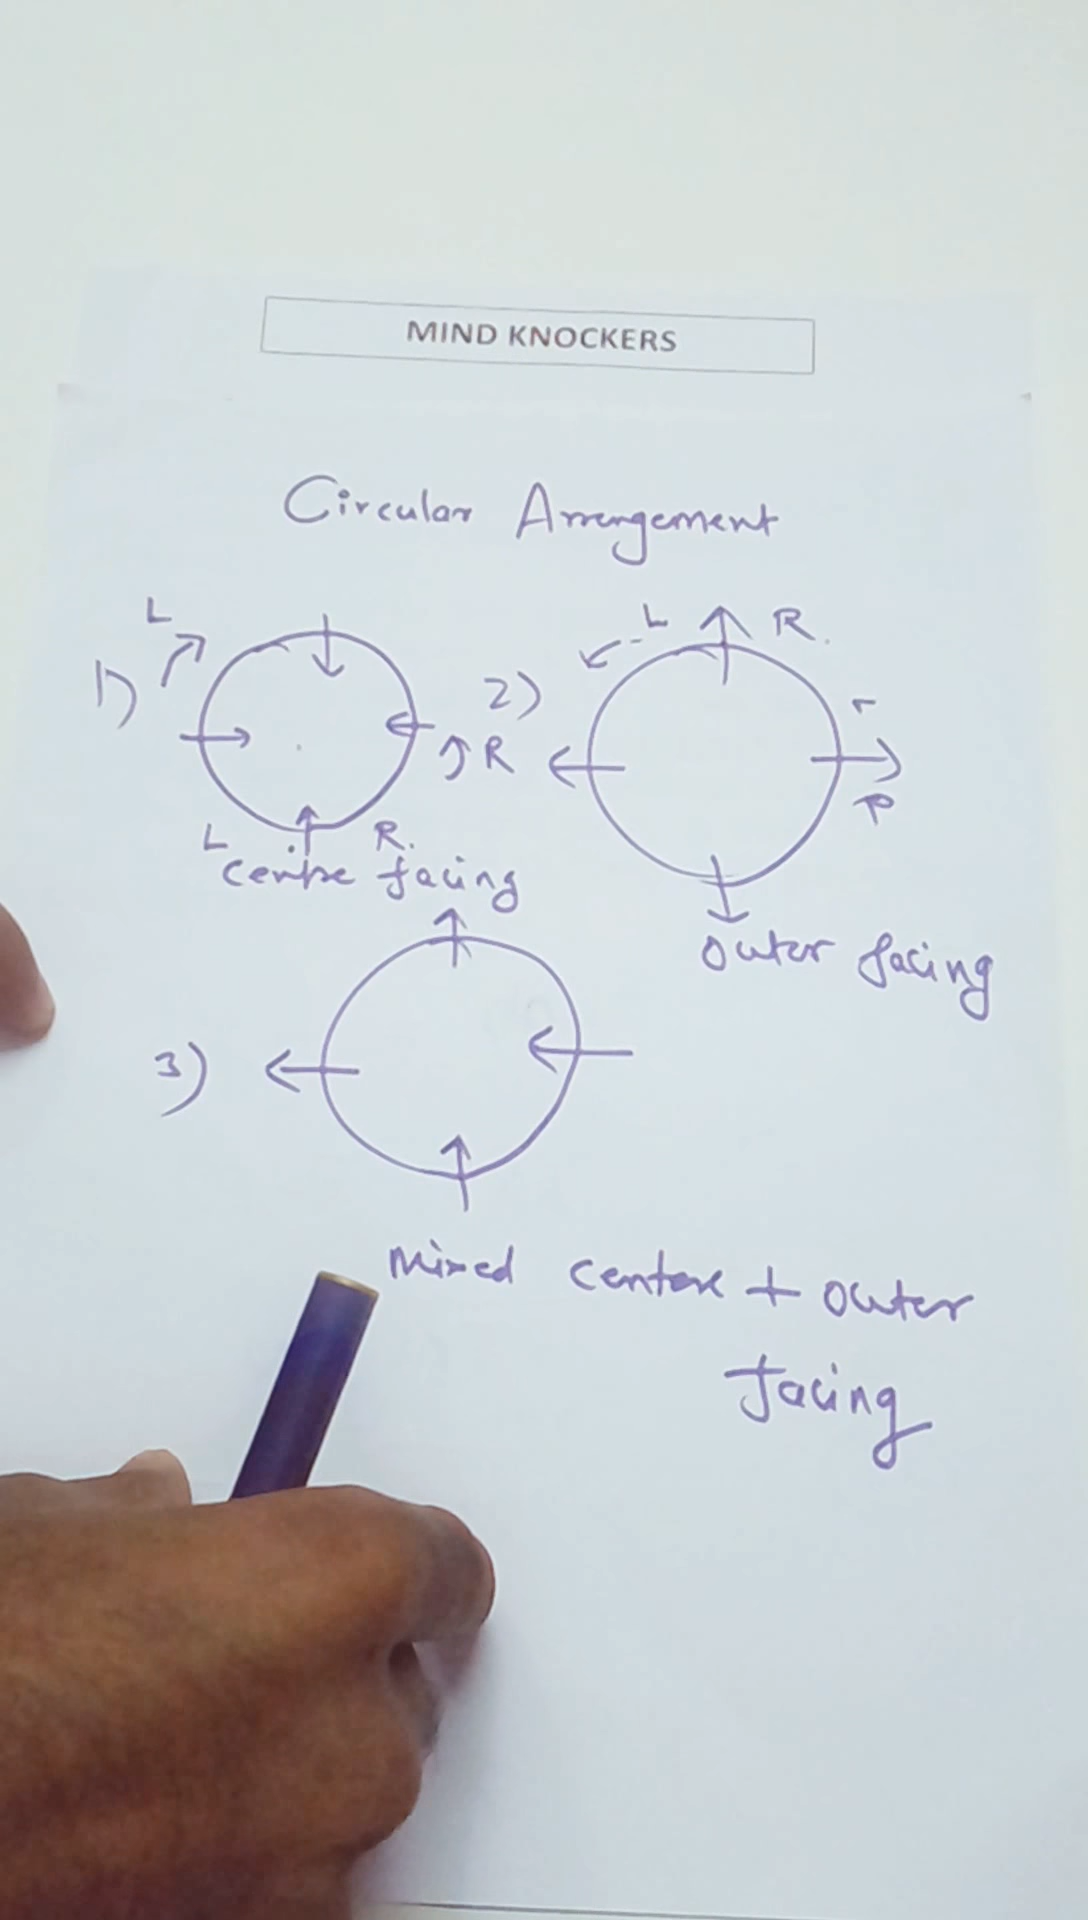 MIND KNOCKERS
Circular Arrangement
L
1)
R
L R.
Centre facing
2)
L R.
L
R
Outer facing
3)
Mixed Centre + Outer
facing